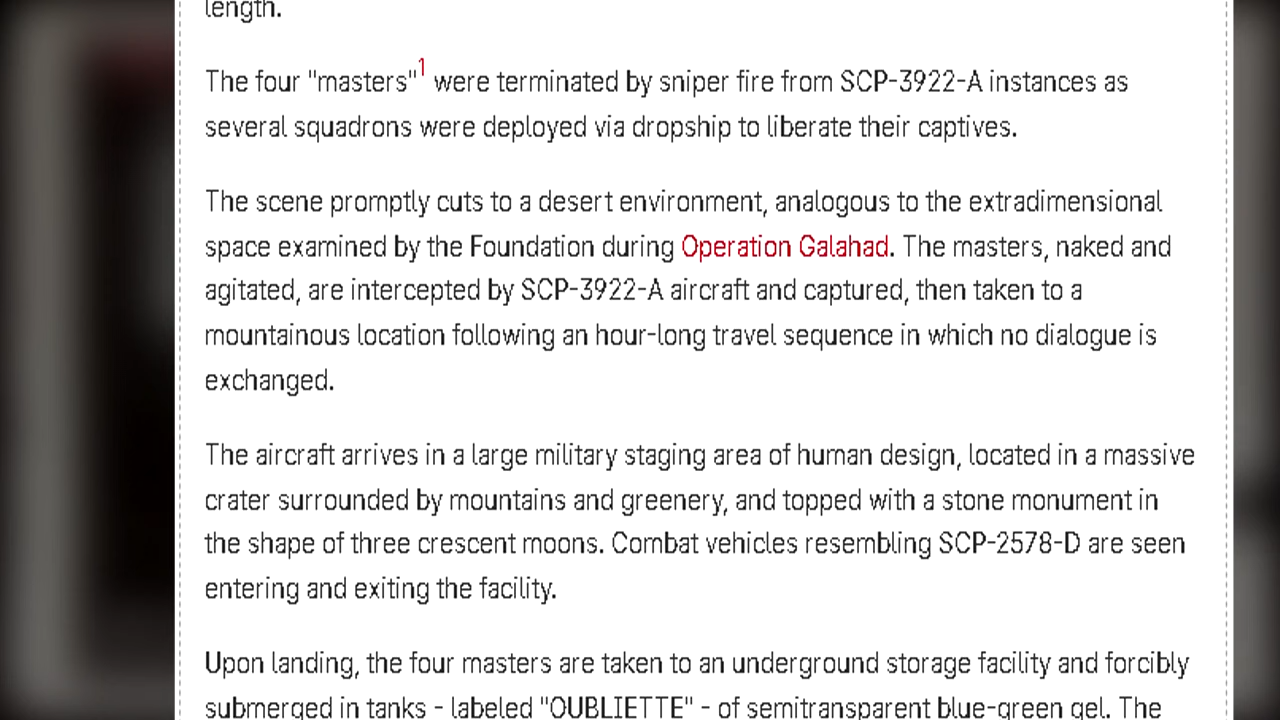 length.
The four "masters"1 were terminated by sniper fire from SCP-3922-A instances as
several squadrons were deployed via dropship to liberate their captives.
The scene promptly cuts to a desert environment, analogous to the extradimensional
space examined by the Foundation during Operation Galahad. The masters, naked and
agitated, are intercepted by SCP-3922-A aircraft and captured, then taken to a
mountainous location following an hour-long travel sequence in which no dialogue is
exchanged.
The aircraft arrives in a large military staging area of human design, located in a massive
crater surrounded by mountains and greenery, and topped with a stone monument in
the shape of three crescent moons. Combat vehicles resembling SCP-2578-D are seen
entering and exiting the facility.
Upon landing, the four masters are taken to an underground storage facility and forcibly
submerged in tanks - labeled "OUBLIETTE" - of semitransparent blue-green gel. The